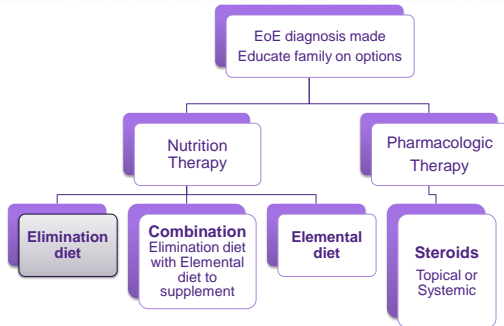 EoE diagnosis made
Educate family on options
Nutrition
Therapy
Pharmacologic
Therapy
Elimination
diet
Combination
Elimination diet
with Elemental
diet to
supplement
Elemental
diet
Steroids
Topical or
Systemic